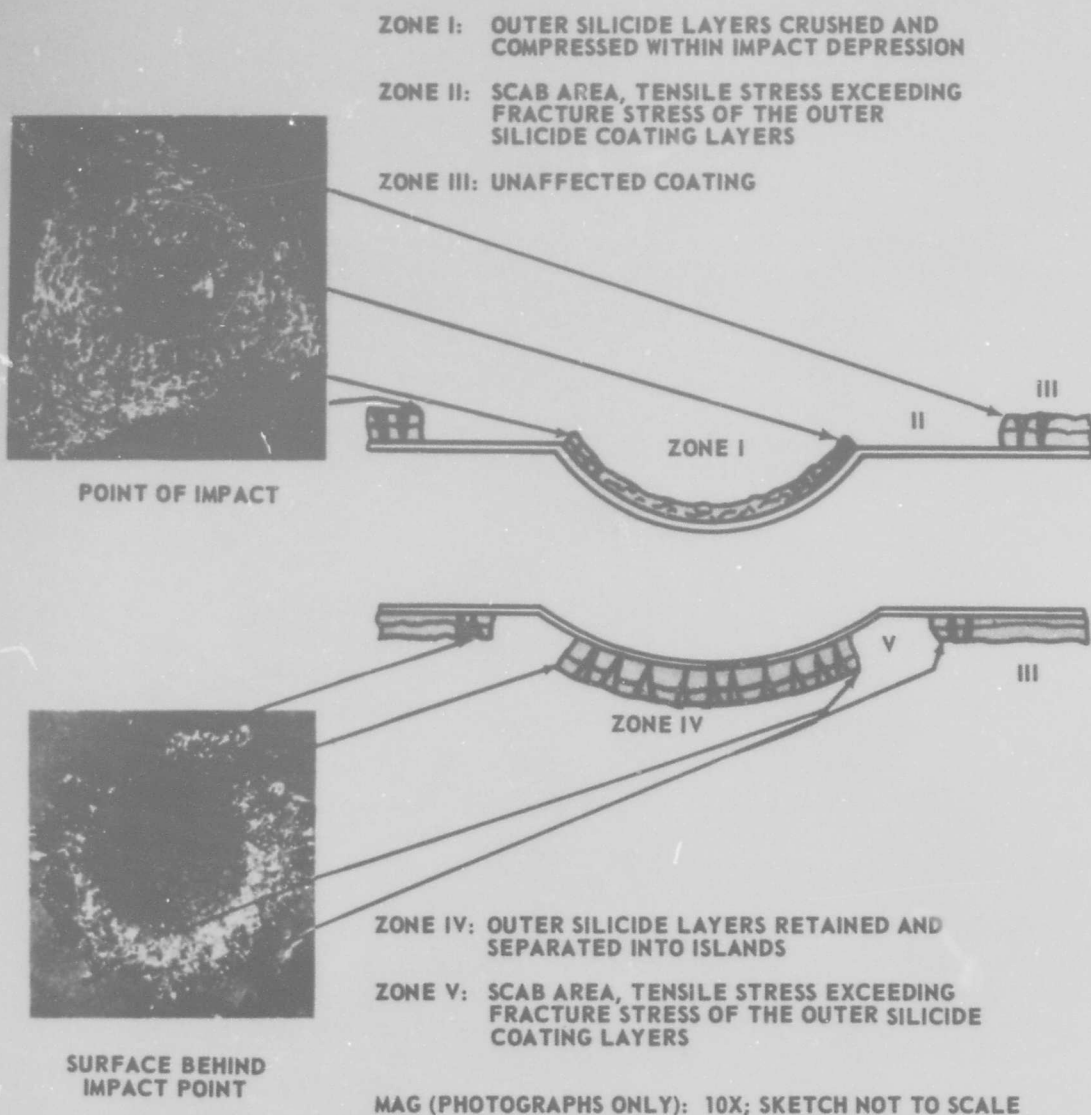 ZONE I: OUTER SILICIDE LAYERS CRUSHED AND
COMPRESSED WITHIN IMPACT DEPRESSION
ZONE II: SCAB AREA, TENSILE STRESS EXCEEDING
FRACTURE STRESS OF THE OUTER
SILICIDE COATING LAYERS
ZONE III: UNAFFECTED COATING
III
II
ZONE I
POINT OF IMPACT
V
III
ZONE IV
ZONE IV: OUTER SILICIDE LAYERS RETAINED AND
SEPARATED INTO ISLANDS
ZONE V: SCAB AREA, TENSILE STRESS EXCEEDING
FRACTURE STRESS OF THE OUTER SILICIDE
COATING LAYERS
SURFACE BEHIND
IMPACT POINT
MAG (PHOTOGRAPHS ONLY): 10X; SKETCH NOT TO SCALE